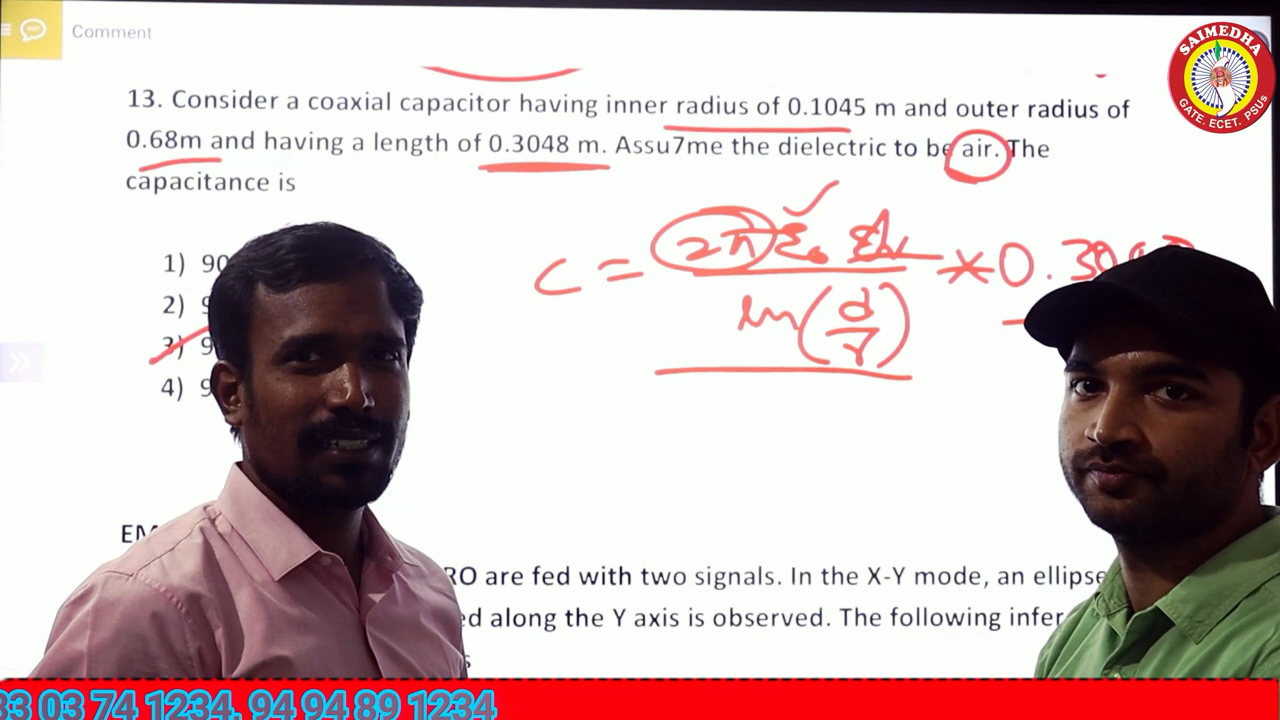 Comment
SAIMEDHA
GATE. ECET. PSUs
13. Consider a coaxial capacitor having inner radius of 0.1045 m and outer radius of
0.68m and having a length of 0.3048 m. Assu7me the dielectric to be air. The
capacitance is
1) 90
2) 9
3) 9
4) 9
C = 2π ε₀ εr / ln(d/r) * 0.30
EM
RO are fed with two signals. In the X-Y mode, an ellipse
ed along the Y axis is observed. The following infer
s
33 03 74 1234, 94 94 89 1234